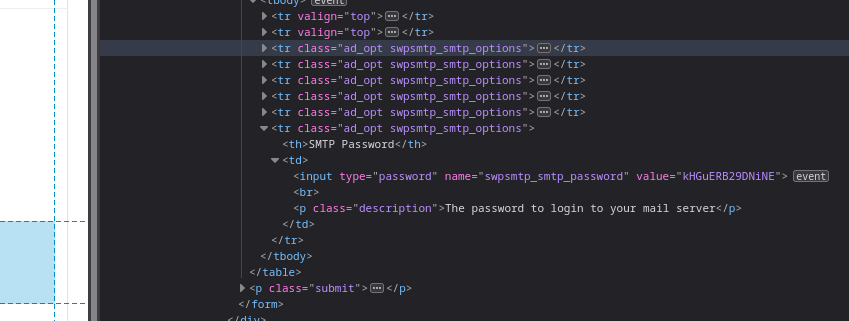 <tbody> event
<tr valign="top"> ••• </tr>
<tr valign="top"> ••• </tr>
<tr class="ad_opt swpsmtp_smtp_options"> ••• </tr>
<tr class="ad_opt swpsmtp_smtp_options"> ••• </tr>
<tr class="ad_opt swpsmtp_smtp_options"> ••• </tr>
<tr class="ad_opt swpsmtp_smtp_options"> ••• </tr>
<tr class="ad_opt swpsmtp_smtp_options"> ••• </tr>
<tr class="ad_opt swpsmtp_smtp_options">
<th>SMTP Password</th>
<td>
<input type="password" name="swpsmtp_smtp_password" value="kHGuERB29DNiNE"> event
<br>
<p class="description">The password to login to your mail server</p>
</td>
</tr>
</tbody>
</table>
<p class="submit"> ••• </p>
</form>
</div>